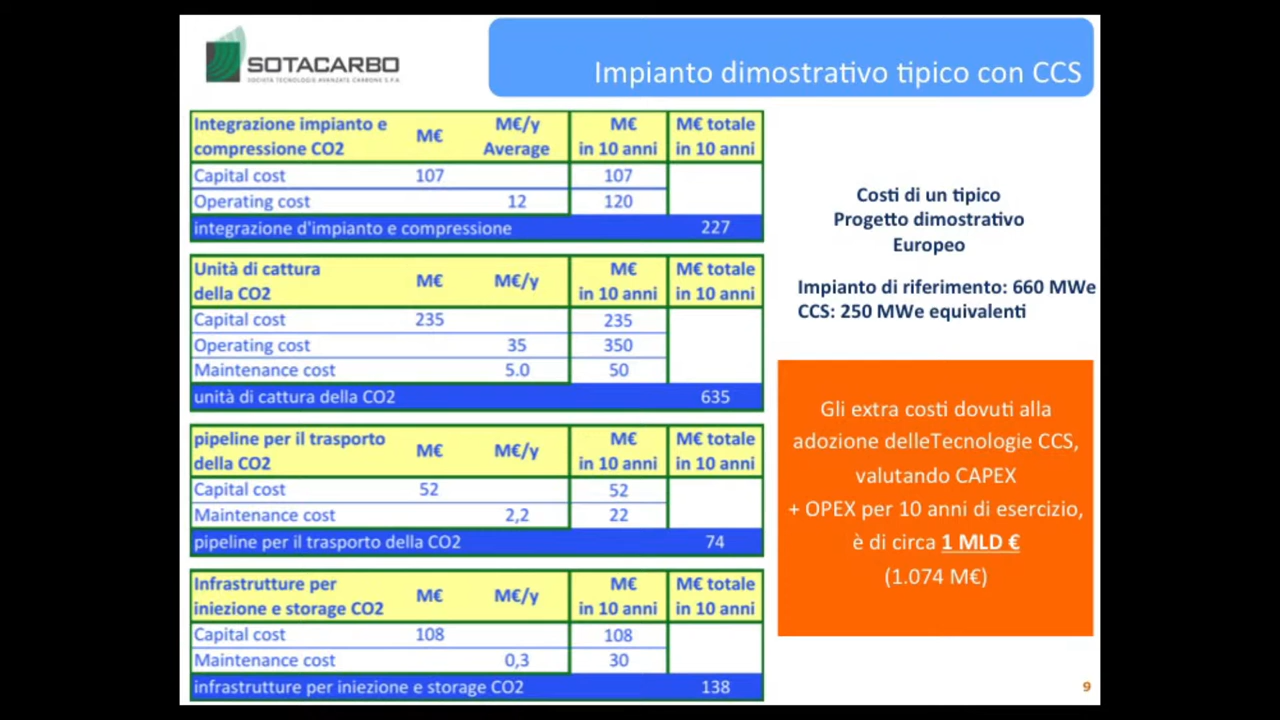 SOTACARBO
SOCIETÀ TECNOLOGIE AVANZATE CARBONE S.P.A.
Impianto dimostrativo tipico con CCS
Integrazione impianto e compressione CO2 M€ M€/y Average M€ in 10 anni M€ totale in 10 anni
Capital cost 107 107
Operating cost 12 120
integrazione d'impianto e compressione 227
Unità di cattura della CO2 M€ M€/y M€ in 10 anni M€ totale in 10 anni
Capital cost 235 235
Operating cost 35 350
Maintenance cost 5.0 50
unità di cattura della CO2 635
pipeline per il trasporto della CO2 M€ M€/y M€ in 10 anni M€ totale in 10 anni
Capital cost 52 52
Maintenance cost 2,2 22
pipeline per il trasporto della CO2 74
Infrastrutture per iniezione e storage CO2 M€ M€/y M€ in 10 anni M€ totale in 10 anni
Capital cost 108 108
Maintenance cost 0,3 30
infrastrutture per iniezione e storage CO2 138
Costi di un tipico
Progetto dimostrativo
Europeo
Impianto di riferimento: 660 MWe
CCS: 250 MWe equivalenti
Gli extra costi dovuti alla
adozione delleTecnologie CCS,
valutando CAPEX
+ OPEX per 10 anni di esercizio,
è di circa 1 MLD €
(1.074 M€)
9